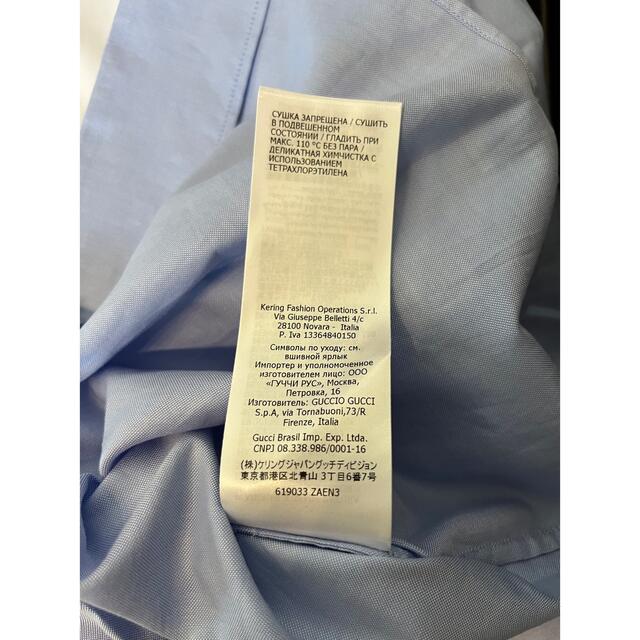 СУШКА ЗАПРЕЩЕНА / СУШИТЬ
В ПОДВЕШЕННОМ
СОСТОЯНИИ / ГЛАДИТЬ ПРИ
МАКС. 110 °C БЕЗ ПАРА /
ДЕЛИКАТНАЯ ХИМЧИСТКА С
ИСПОЛЬЗОВАНИЕМ
ТЕТРАХЛОРЭТИЛЕНА
Kering Fashion Operations S.r.l.
Via Giuseppe Belletti 4/c
28100 Novara - Italia
P. Iva 13364840150
Символы по уходу: см.
вшивной ярлык
Импортер и уполномоченное
изготовителем лицо: ООО
«ГУЧЧИ РУС», Москва,
Петровка, 16
Изготовитель: GUCCIO GUCCI
S.p.A, via Tornabuoni,73/R
Firenze, Italia
Gucci Brasil Imp. Exp. Ltda.
CNPJ 08.338.986/0001-16
(株)ケリングジャパングッチディビジョン
東京都港区北青山 3丁目6番7号
619033 ZAEN3